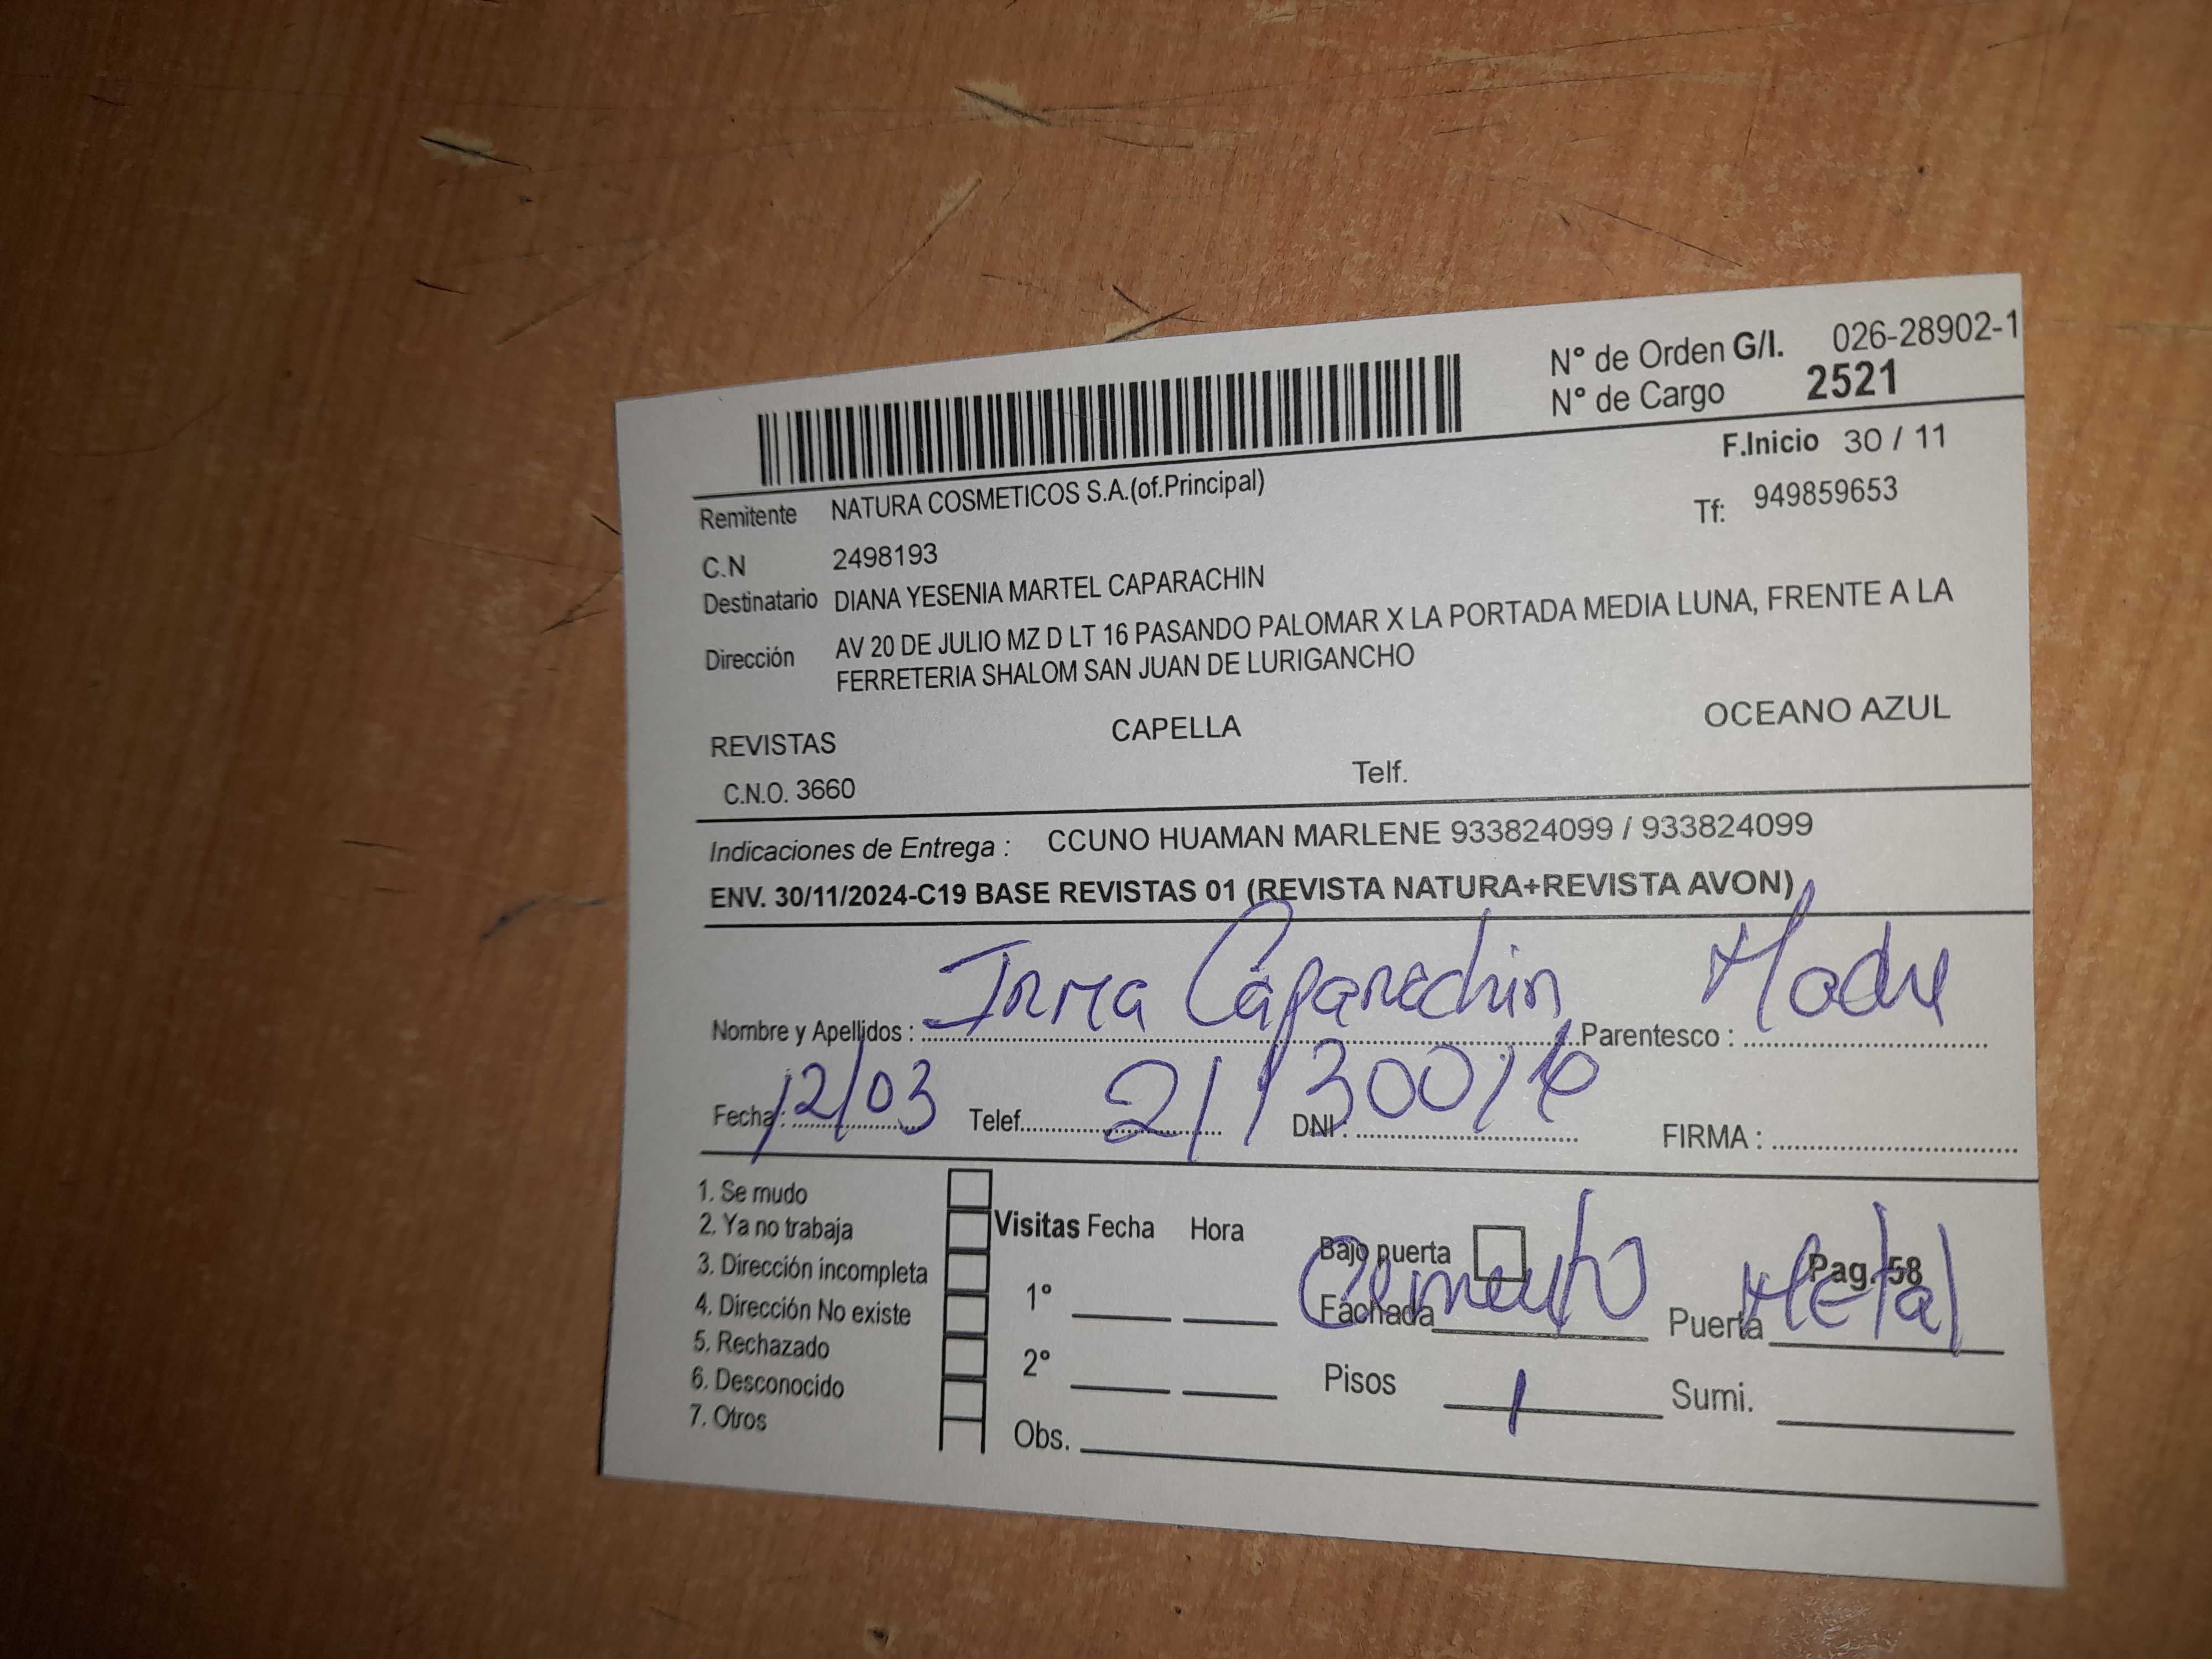 N° de Orden G/I. 026-28902-1
N° de Cargo 2521
F.Inicio 30 / 11
Remitente NATURA COSMETICOS S.A.(of.Principal)
Tf: 949859653
C.N 2498193
Destinatario DIANA YESENIA MARTEL CAPARACHIN
Dirección AV 20 DE JULIO MZ D LT 16 PASANDO PALOMAR X LA PORTADA MEDIA LUNA, FRENTE A LA
FERRETERIA SHALOM SAN JUAN DE LURIGANCHO
REVISTAS CAPELLA OCEANO AZUL
C.N.O. 3660 Telf.
Indicaciones de Entrega : CCUNO HUAMAN MARLENE 933824099 / 933824099
ENV. 30/11/2024-C19 BASE REVISTAS 01 (REVISTA NATURA+REVISTA AVON)
Nombre y Apellidos : Irma Caparachin Parentesco : Madre
Fecha : 12/03 Telef. DNI : FIRMA :
1. Se mudo
2. Ya no trabaja
3. Dirección incompleta
4. Dirección No existe
5. Rechazado
6. Desconocido
7. Otros
Visitas Fecha Hora
1°
2°
Obs.
Bajo puerta Pag. 58
Fachada Cemento Puerta Metal
Pisos 1 Sumi.